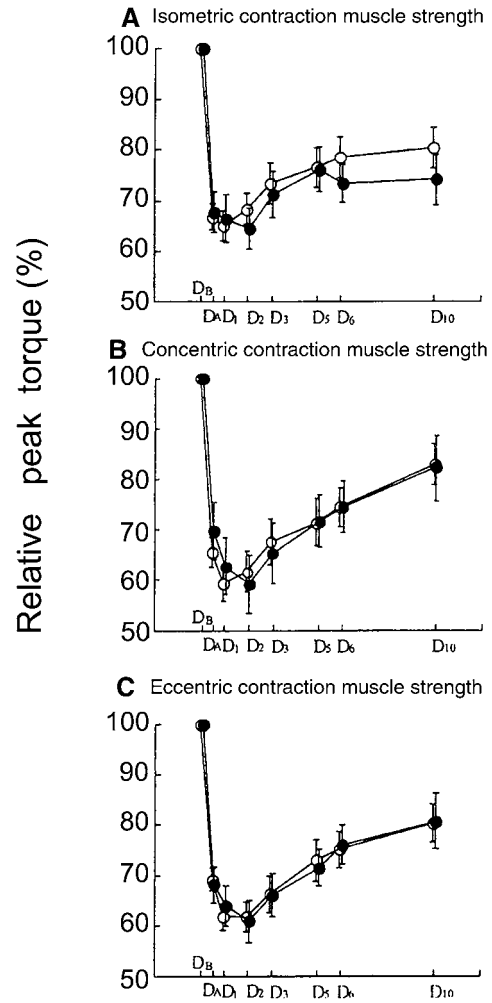 A Isometric contraction muscle strength
100
90
80
70
60
50
DB
DA D1 D2 D3 D5 D6 D10
B Concentric contraction muscle strength
100
90
80
70
60
50
DB
DA D1 D2 D3 D5 D6 D10
C Eccentric contraction muscle strength
100
90
80
70
60
50
DB
DA D1 D2 D3 D5 D6 D10
Relative peak torque (%)